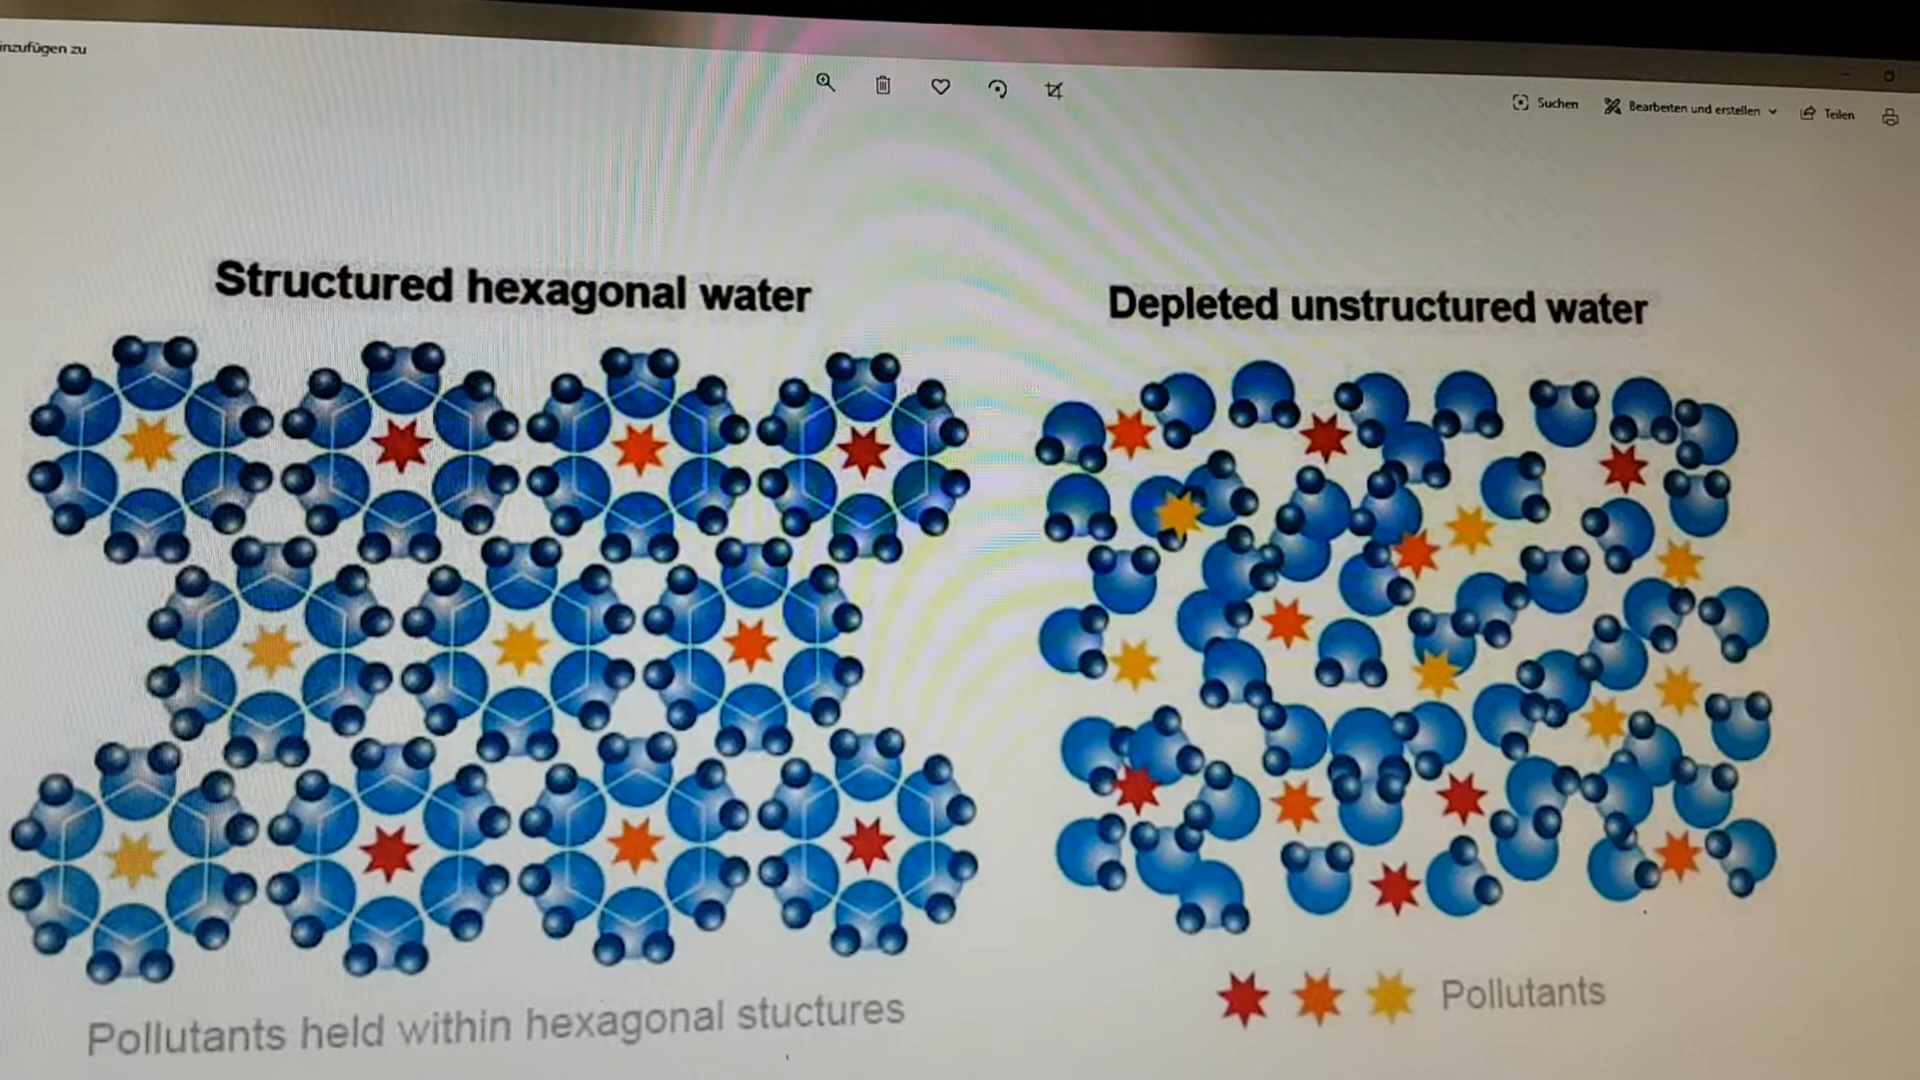 inzufügen zu
Suchen
Bearbeiten und erstellen
Teilen
Structured hexagonal water
Depleted unstructured water
Pollutants held within hexagonal stuctures
Pollutants